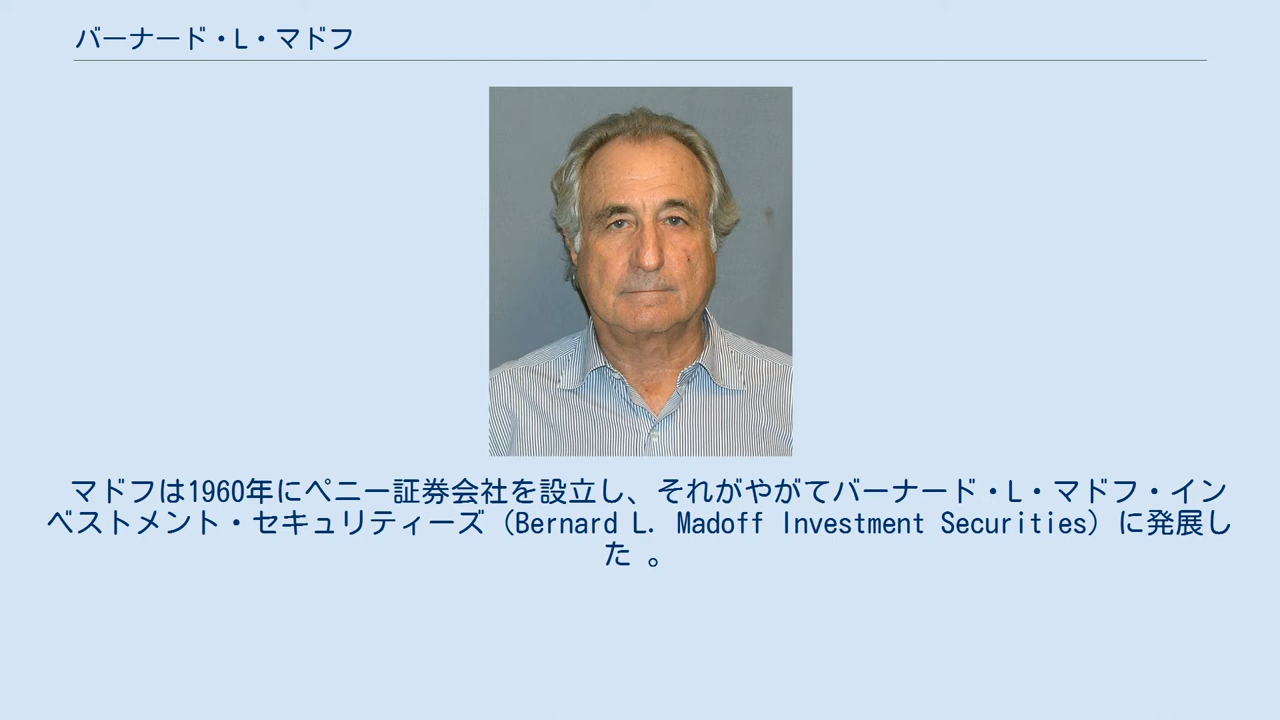 バーナード・L・マドフ
マドフは1960年にペニー証券会社を設立し、それがやがてバーナード・L・マドフ・イン
ベストメント・セキュリティーズ（Bernard L. Madoff Investment Securities）に発展し
た 。